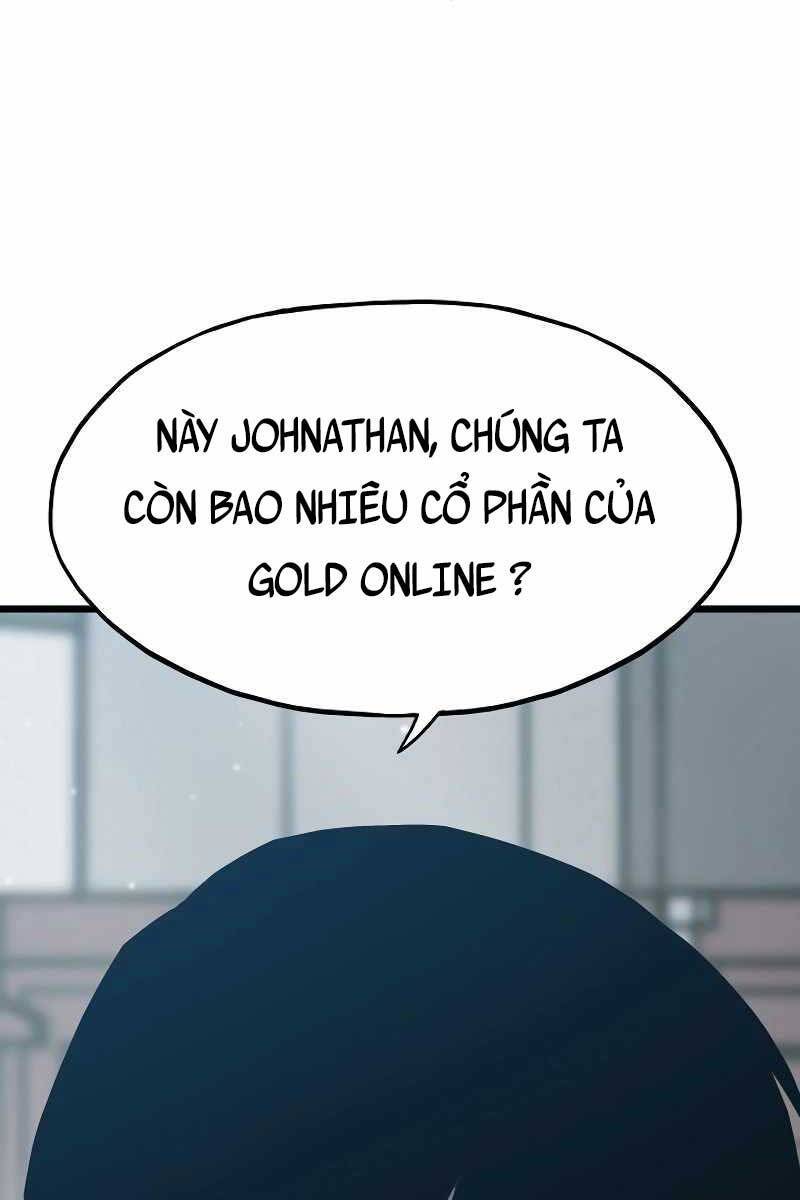 NÀY JOHNATHAN, CHÚNG TA
CÒN BAO NHIÊU CỔ PHẦN CỦA
GOLD ONLINE ?